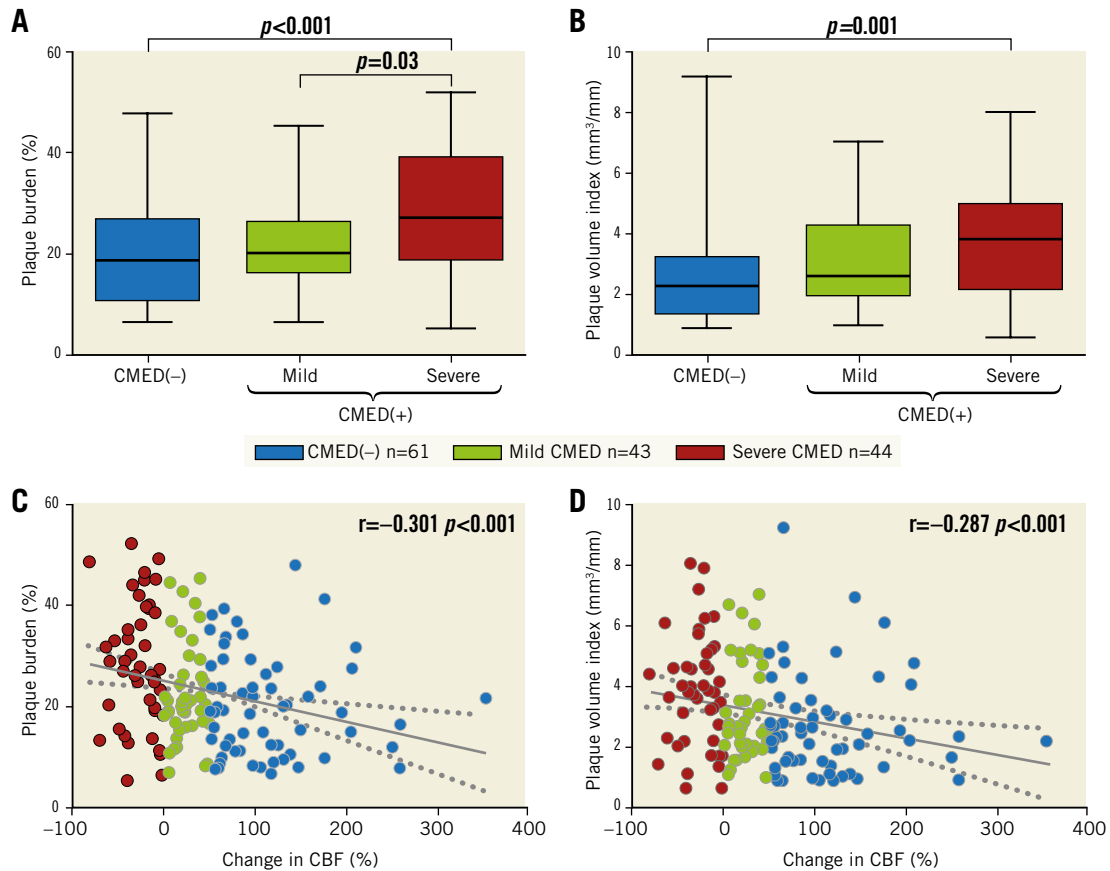 A
p<0.001
p=0.03
60
40
20
0
Plaque burden (%)
CMED(–)
Mild
Severe
CMED(+)
B
p=0.001
10
8
6
4
2
0
Plaque volume index (mm³/mm)
CMED(–)
Mild
Severe
CMED(+)
CMED(–) n=61
Mild CMED n=43
Severe CMED n=44
C
r=–0.301 p<0.001
60
40
20
0
Plaque burden (%)
–100
0
100
200
300
400
Change in CBF (%)
D
r=–0.287 p<0.001
10
8
6
4
2
0
Plaque volume index (mm³/mm)
–100
0
100
200
300
400
Change in CBF (%)